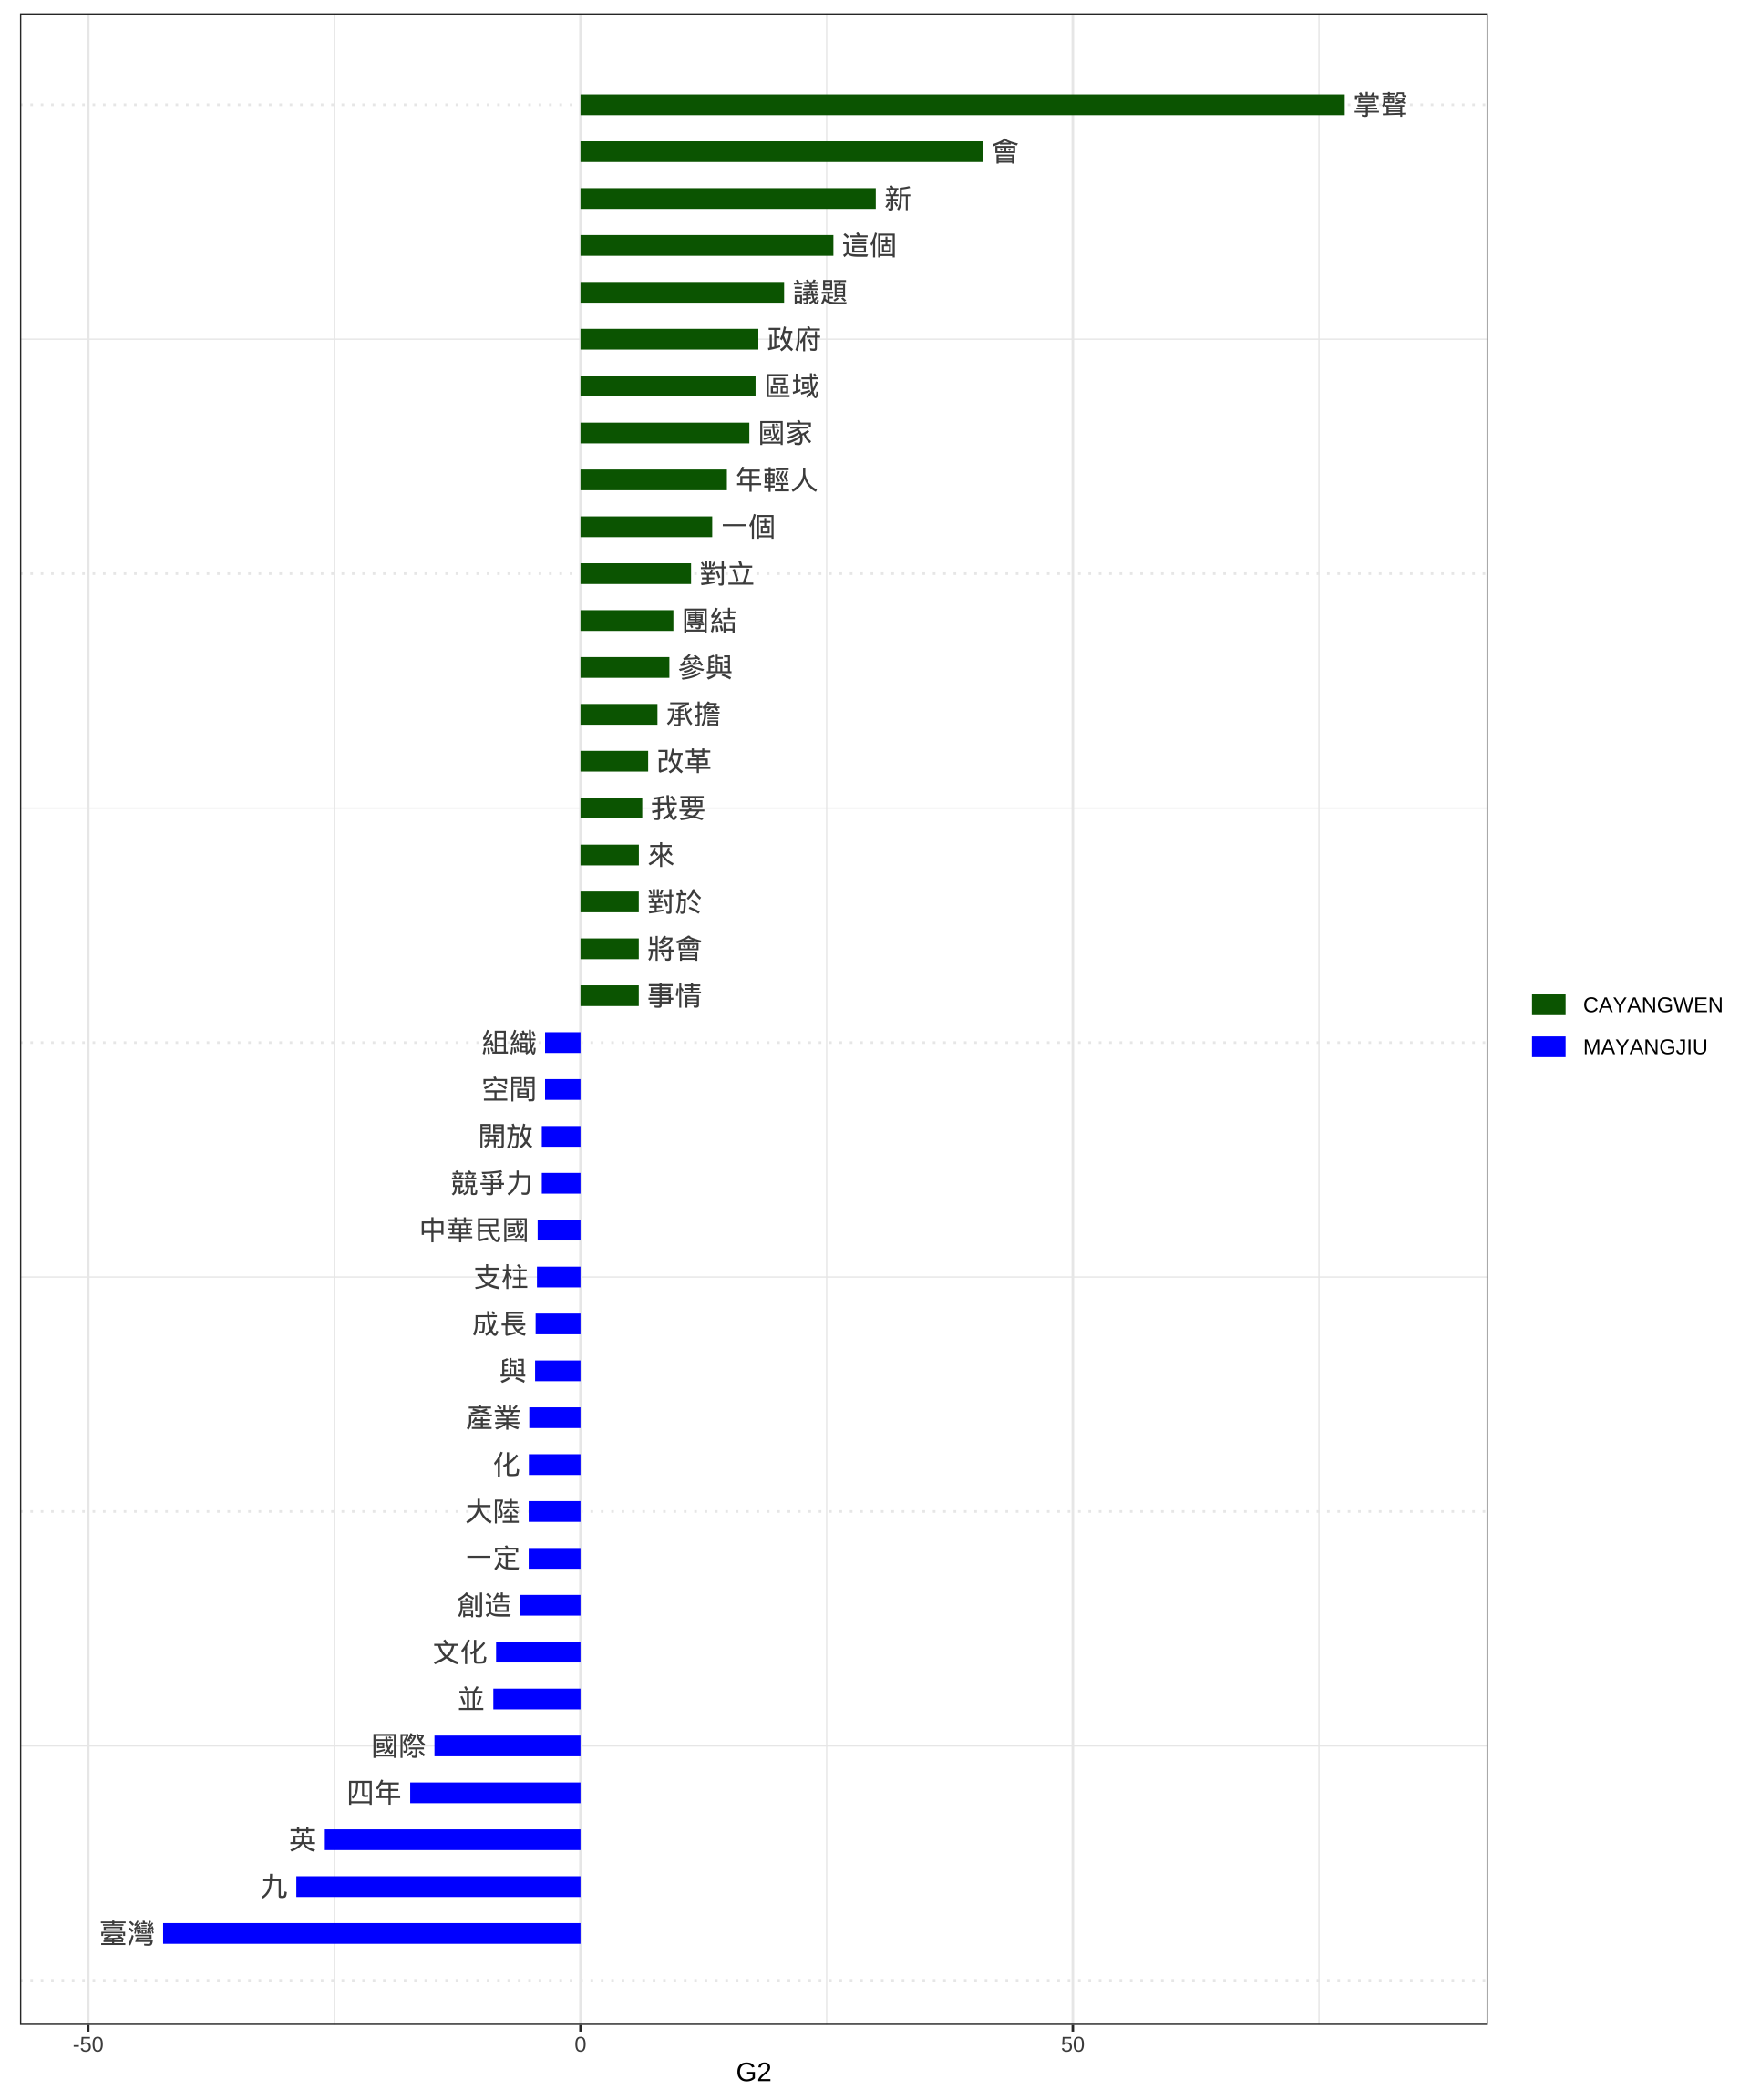 掌聲
會
新
這個
議題
政府
區域
國家
年輕人
一個
對立
團結
參與
承擔
改革
我要
來
對於
將會
事情
組織
空間
開放
競爭力
中華民國
支柱
成長
與
產業
化
大陸
一定
創造
文化
並
國際
四年
英
九
臺灣
-50 0 50
G2
CAYANGWEN
MAYANGJIU